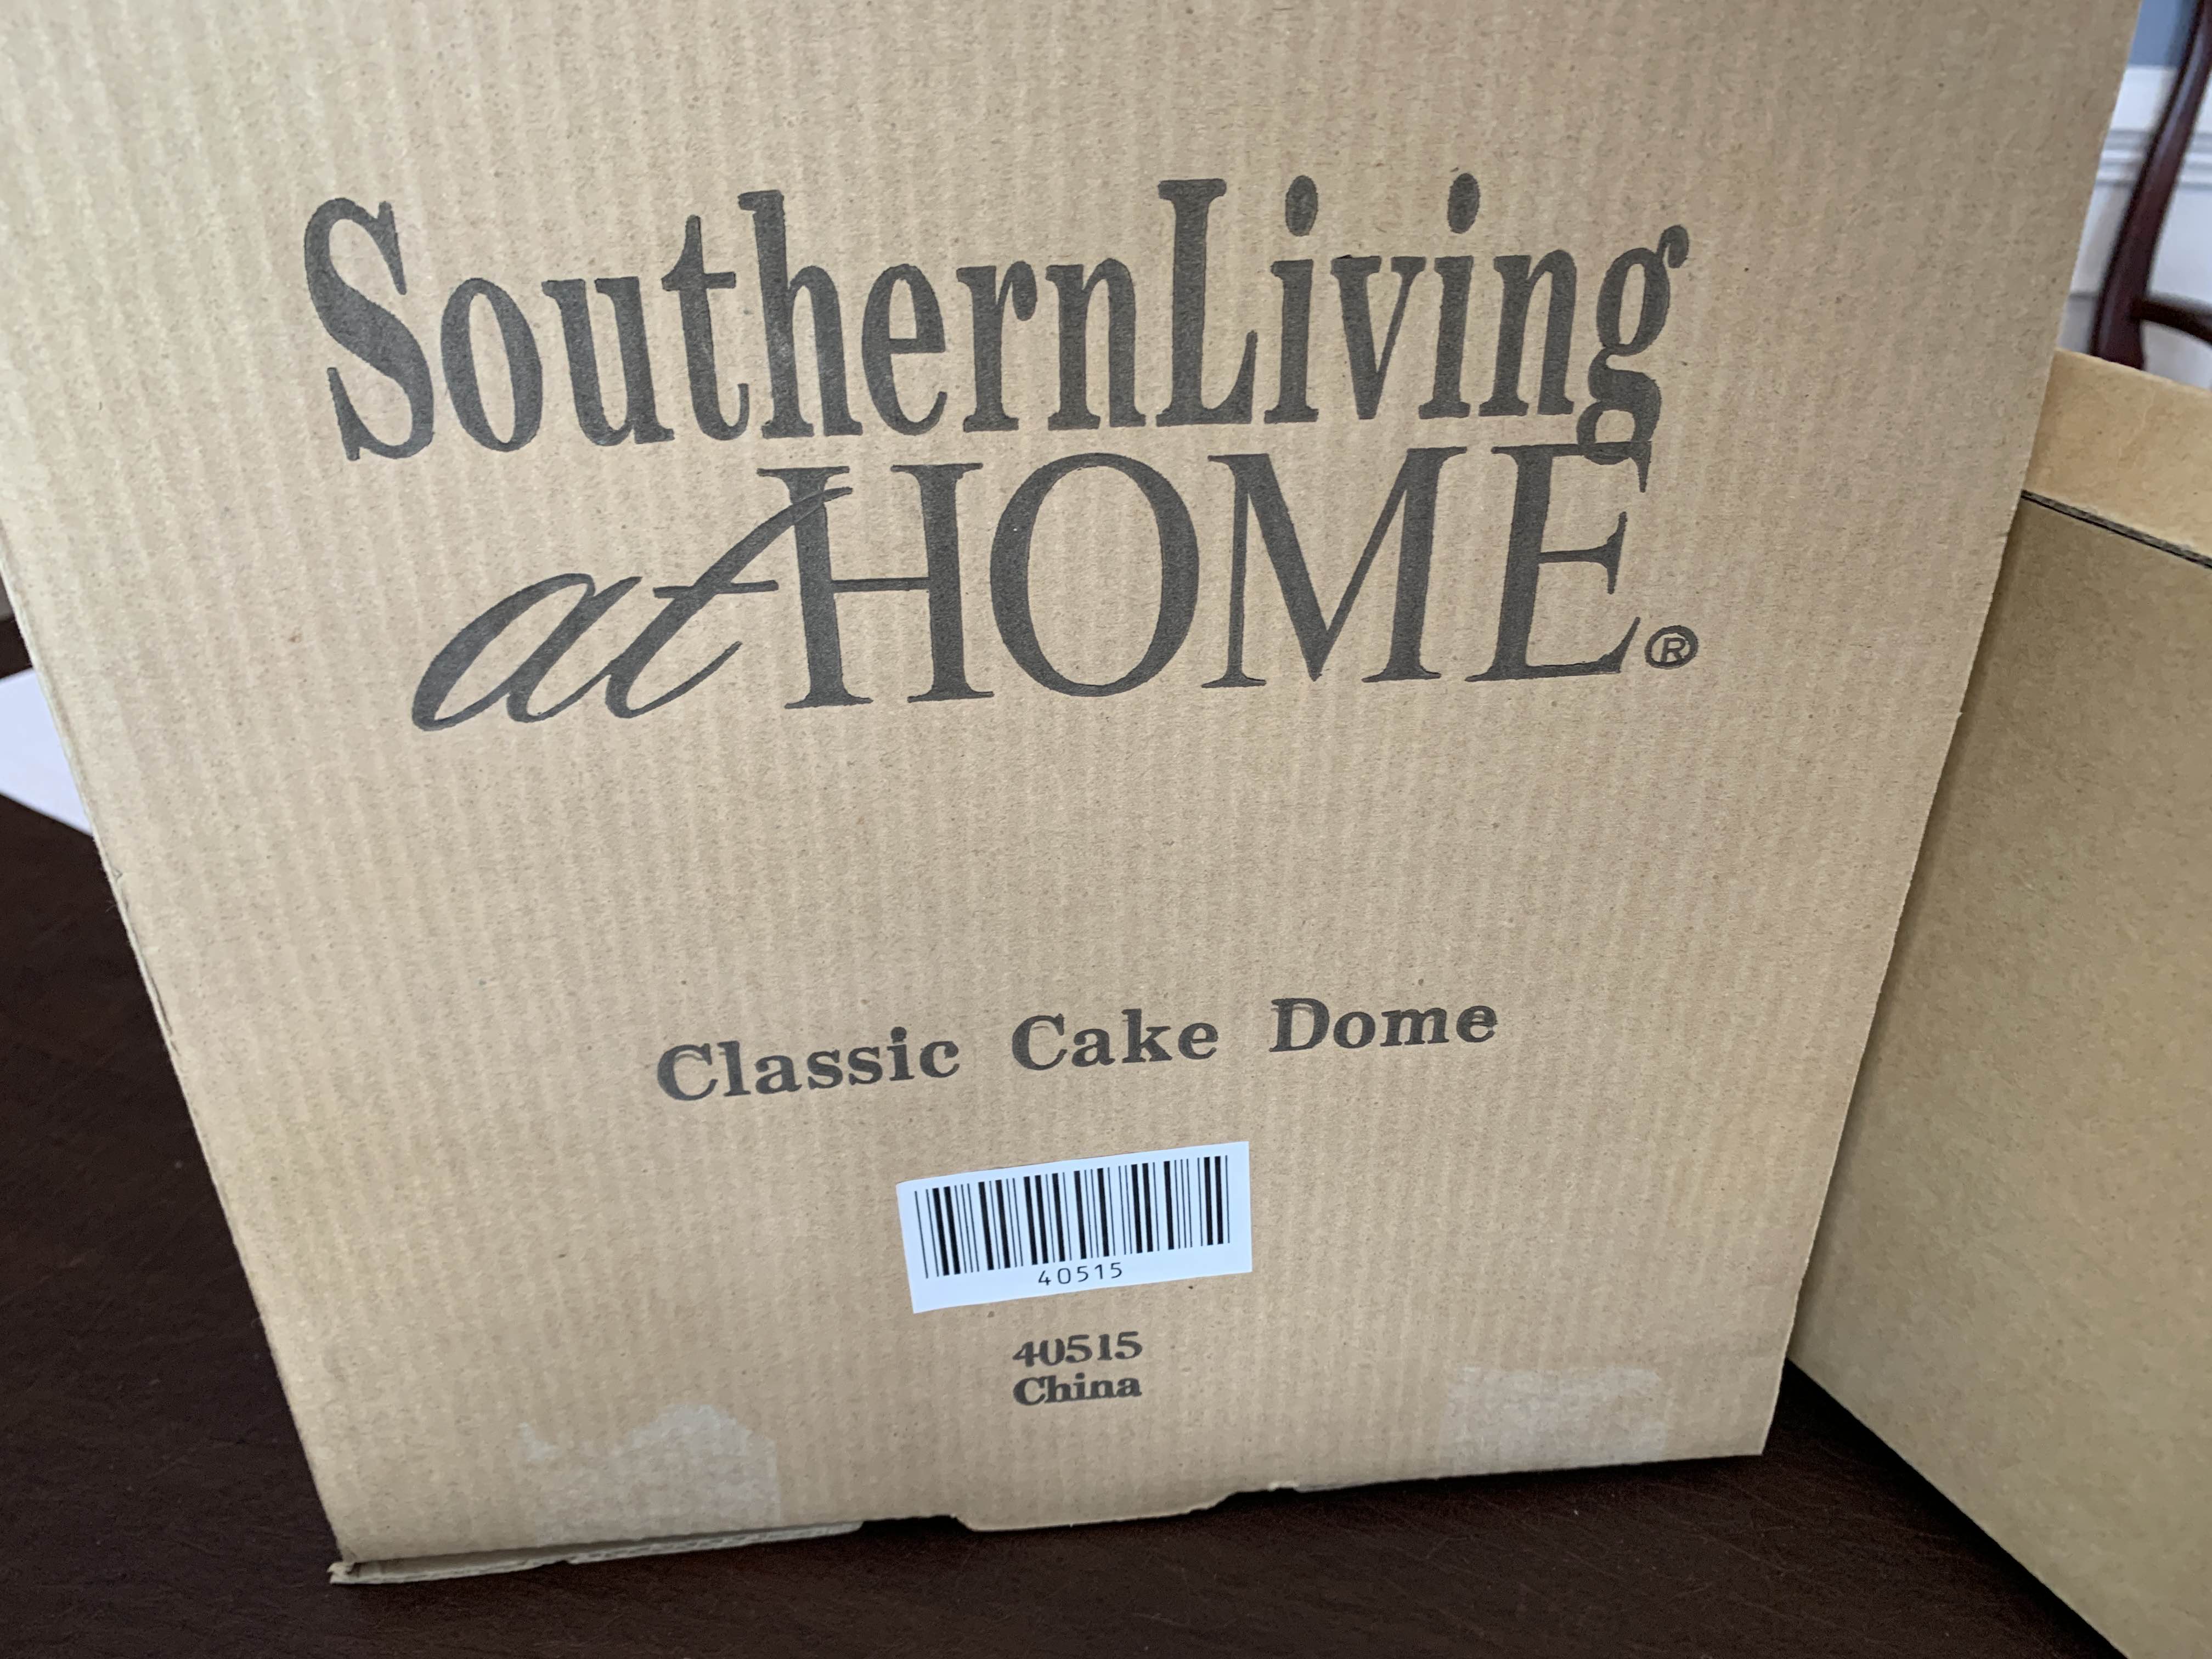 SouthernLiving
at HOME®
Classic Cake Dome
40515
40515
China